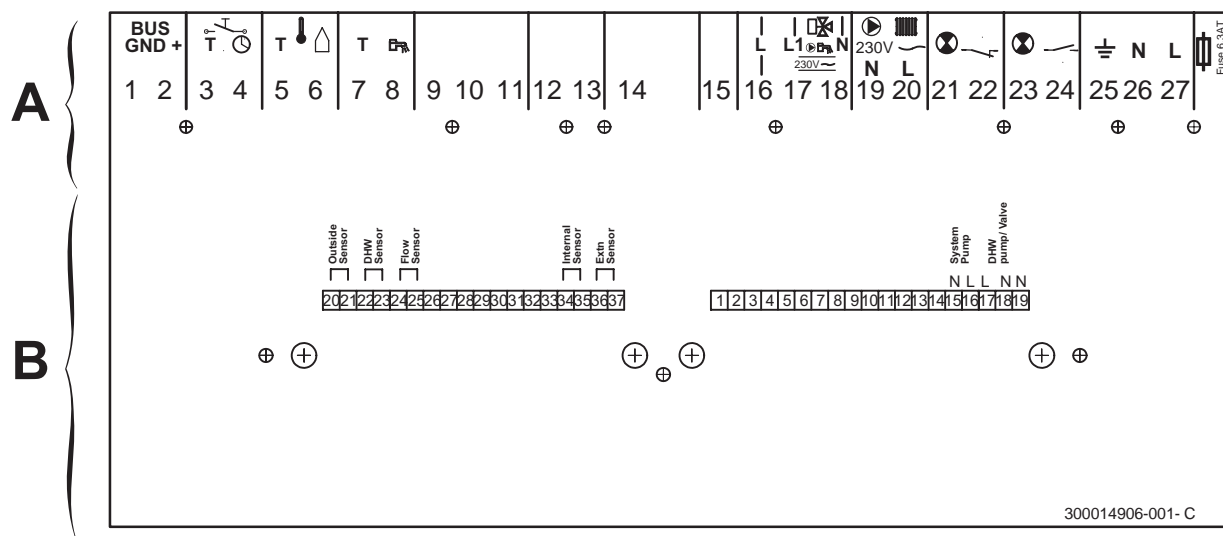 BUS
GND +
T
T
T
L L1 N
230V
230V
N L
N L
Fuse 6.3AT
1 2 3 4 5 6 7 8 9 10 11 12 13 14 15 16 17 18 19 20 21 22 23 24 25 26 27
A
Outside
Sensor
DHW
Sensor
Flow
Sensor
Internal
Sensor
Extn
Sensor
System
Pump
DHW
pump/ Valve
N L L N N
20 21 22 23 24 25 26 27 28 29 30 31 32 33 34 35 36 37
1 2 3 4 5 6 7 8 9 10 11 12 13 14 15 16 17 18 19
B
300014906-001- C